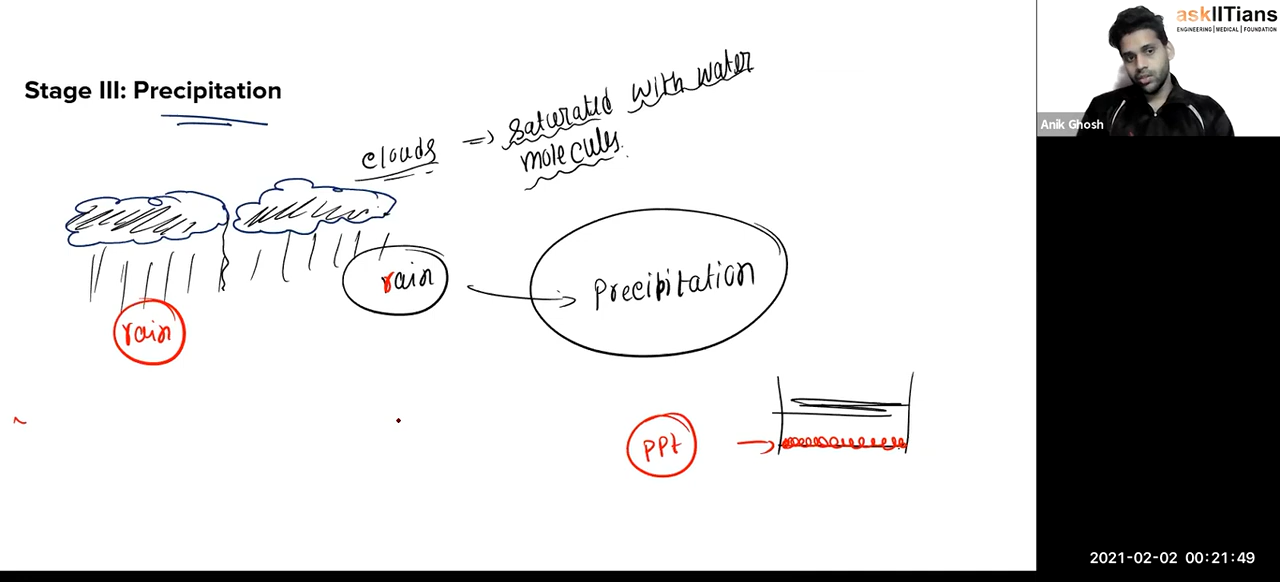 askIITians
ENGINEERING | MEDICAL | FOUNDATION
Stage III: Precipitation
clouds => saturated with water
molecules.
Anik Ghosh
rain
Precipitation
rain
PPt
2021-02-02 00:21:49